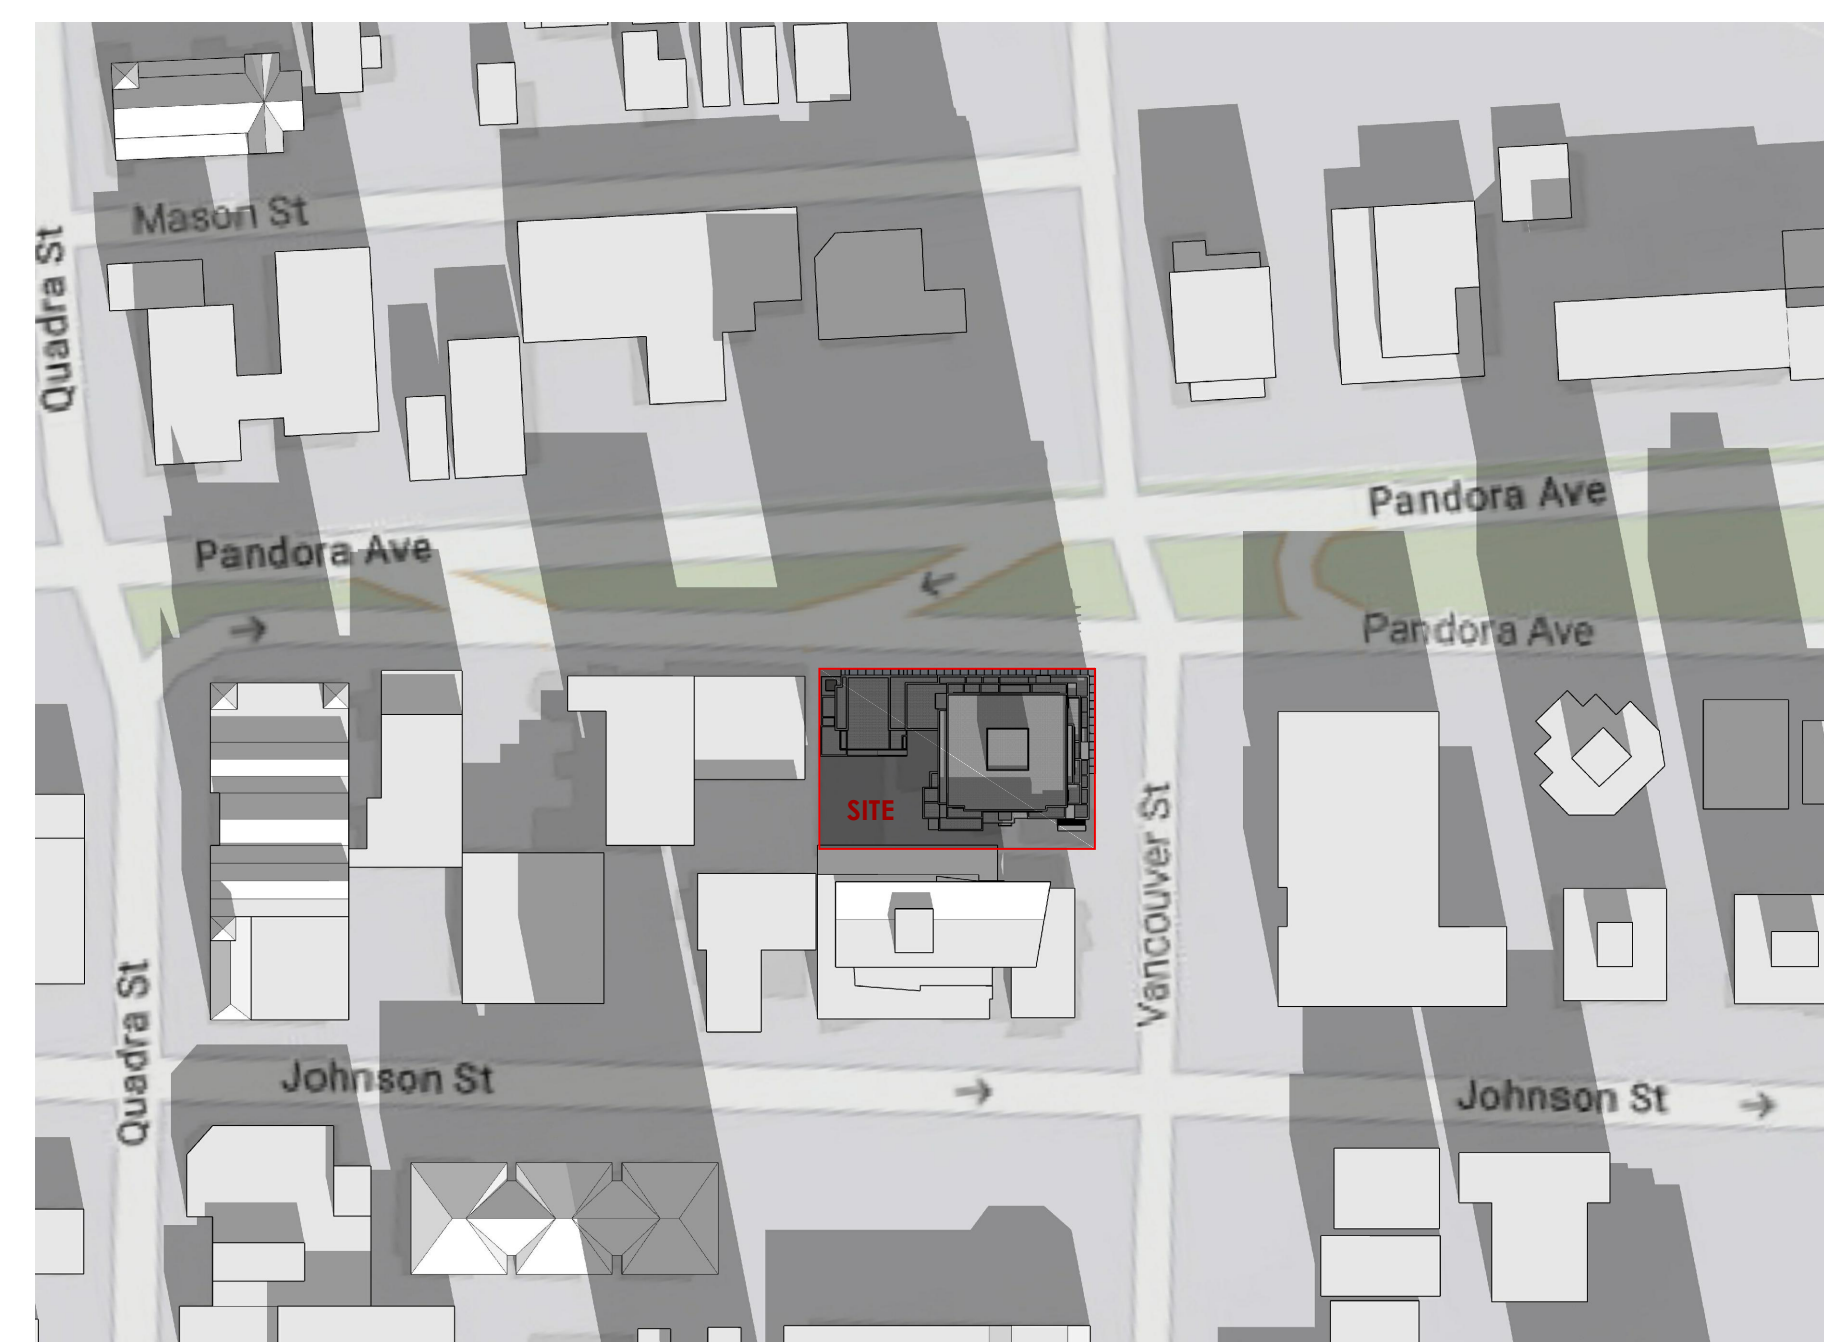 Mason St
Quadra St
Pandora Ave
Pandora Ave
←
→
Pandora Ave
SITE
Vancouver St
Quadra St
Johnson St
→
Johnson St
→